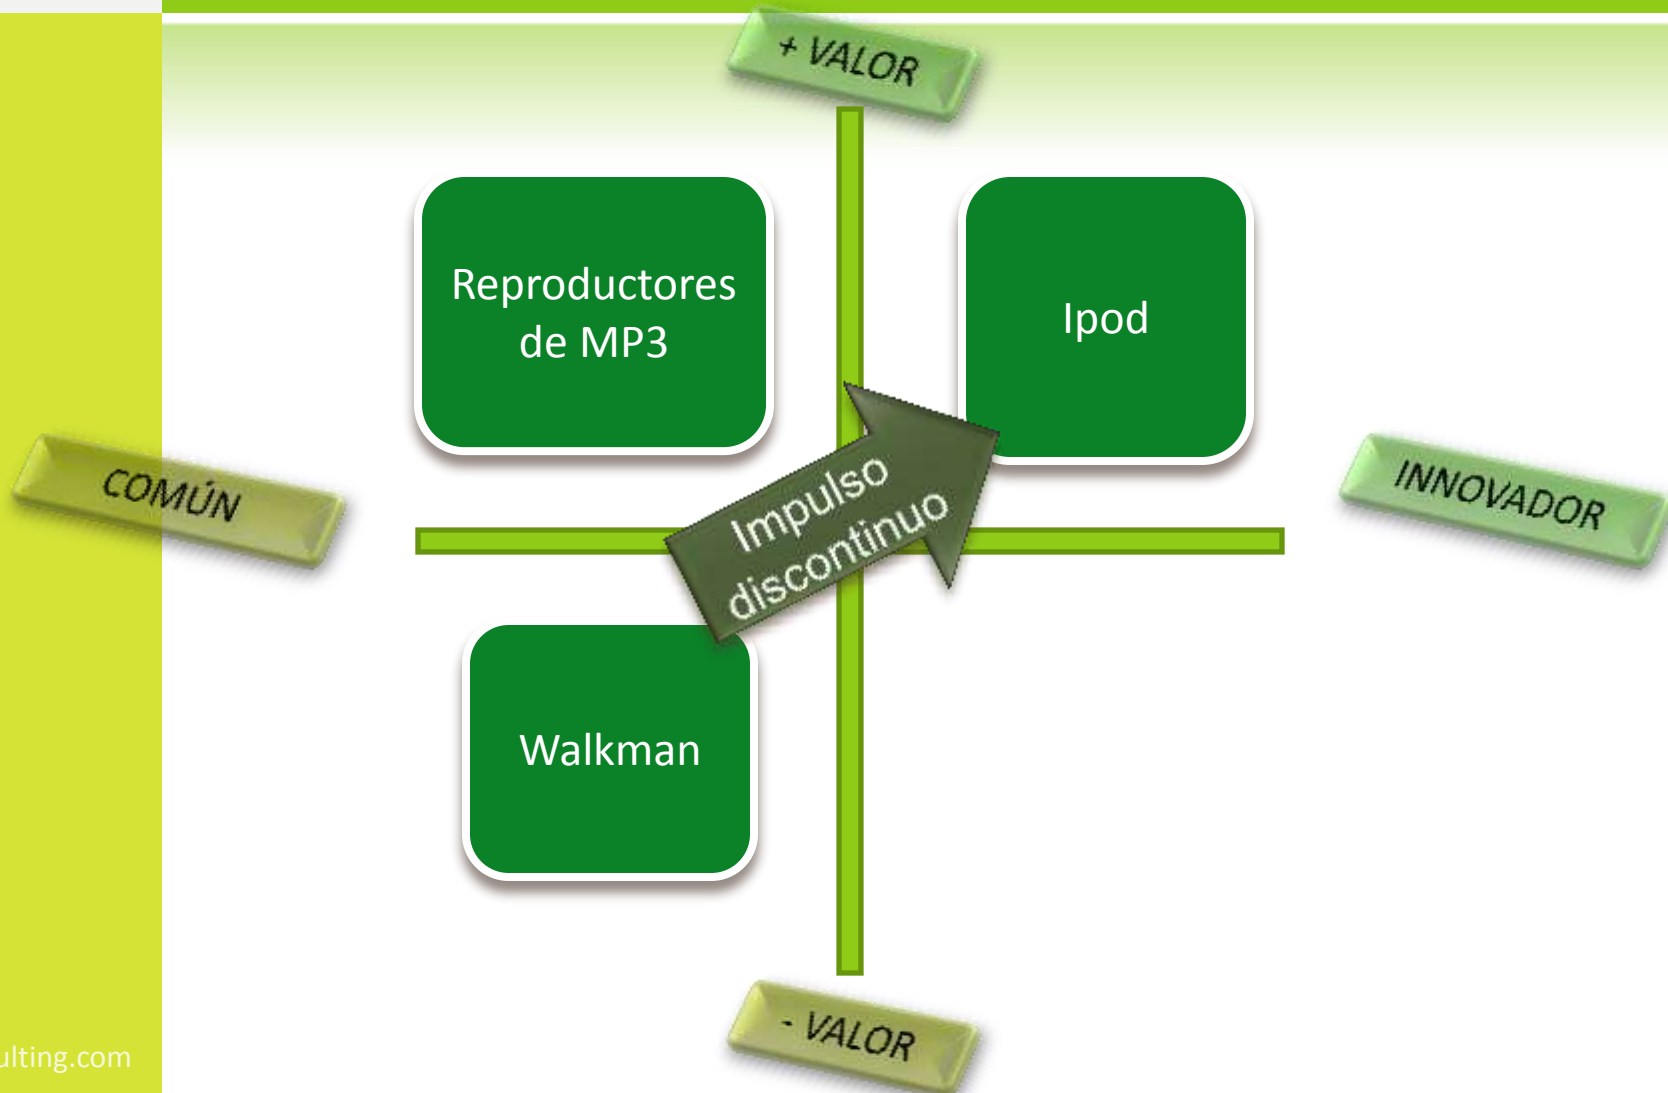 + VALOR
Reproductores
de MP3
Ipod
COMÚN
INNOVADOR
Impulso
discontinuo
Walkman
- VALOR
ulting.com